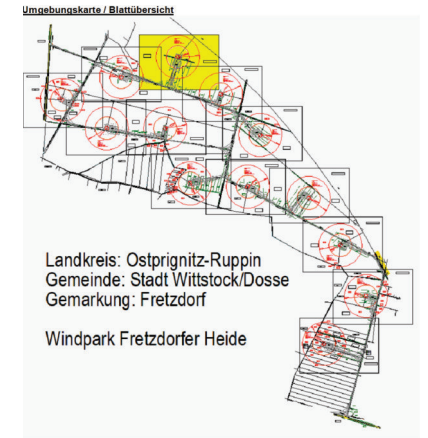 Umgebungskarte / Blattübersicht
Landkreis: Ostprignitz-Ruppin
Gemeinde: Stadt Wittstock/Dosse
Gemarkung: Fretzdorf
Windpark Fretzdorfer Heide